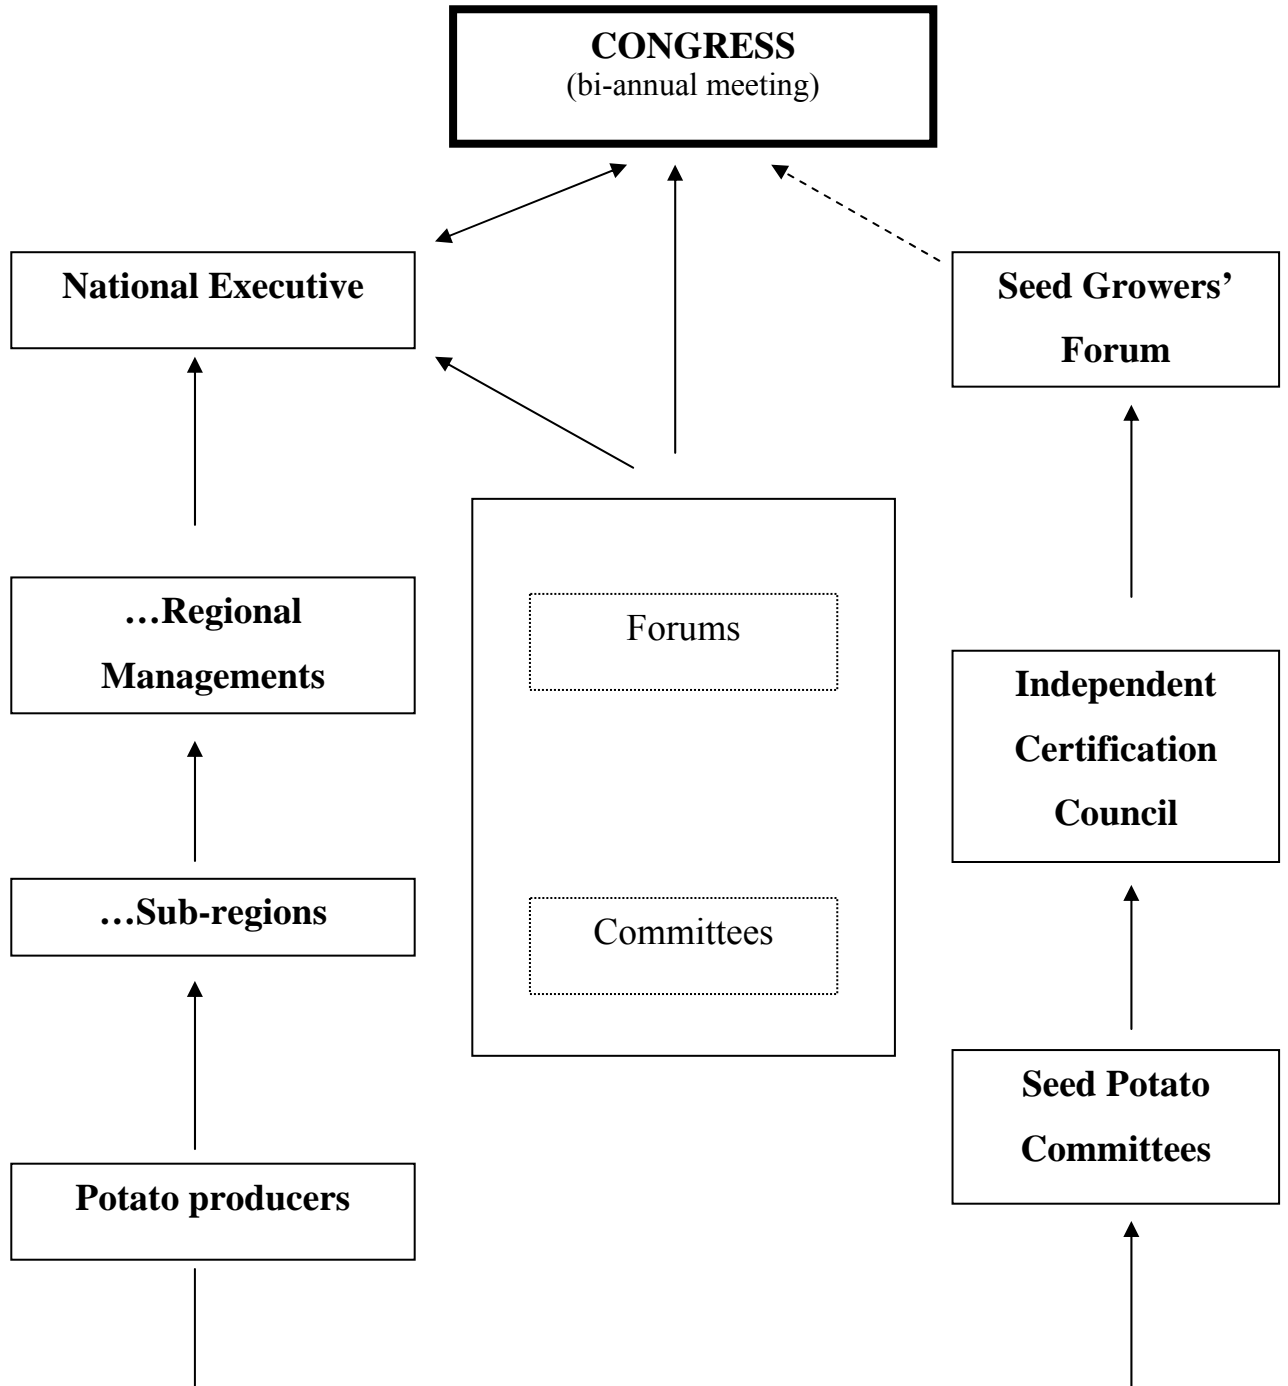 CONGRESS
(bi-annual meeting)
National Executive
Seed Growers’
Forum
…Regional
Managements
Forums
Independent
Certification
Council
…Sub-regions
Committees
Seed Potato
Committees
Potato producers